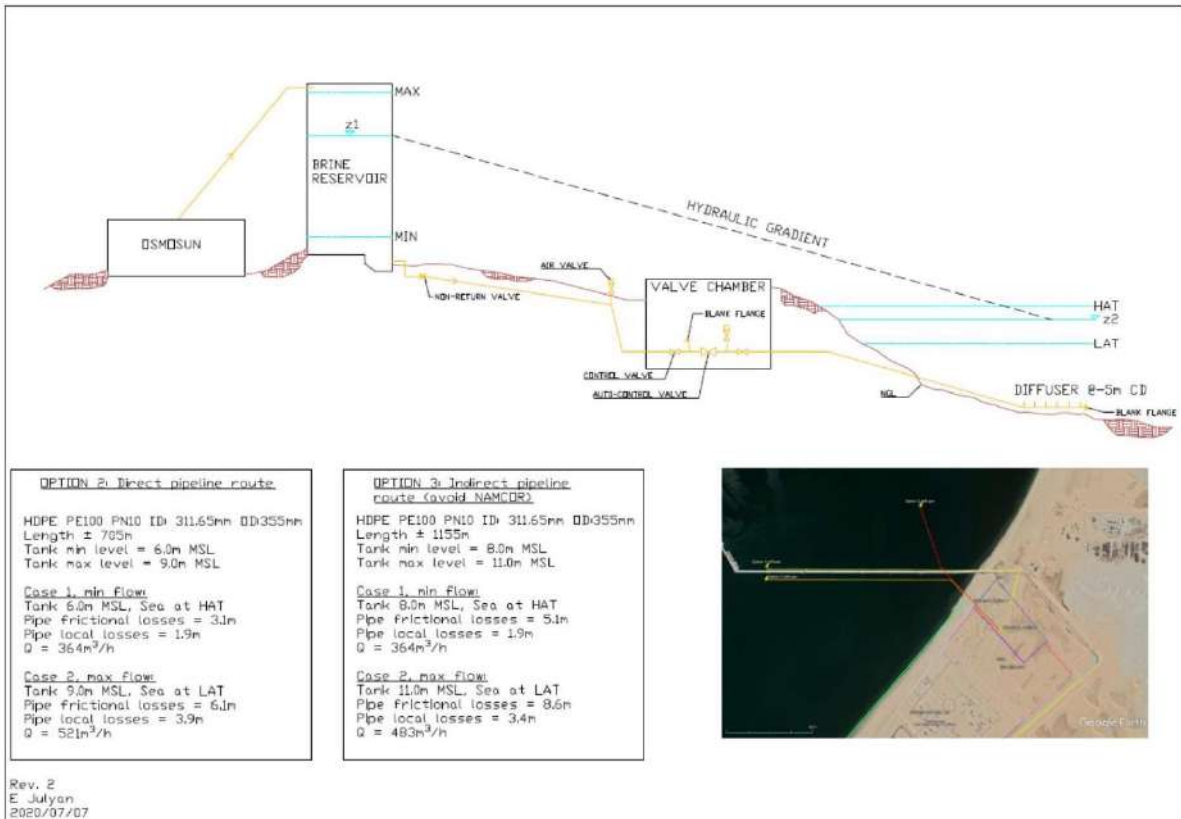 MAX
z1
BRINE
RESERVOIR
HYDRAULIC GRADIENT
OSMOSUN
MIN
AIR VALVE
NON-RETURN VALVE
VALVE CHAMBER
BLANK FLANGE
CONTROL VALVE
AUTO-CONTROL VALVE
HAT
z2
LAT
NGL
DIFFUSER @-5m CD
BLANK FLANGE
OPTION 2: Direct pipeline route
HDPE PE100 PN10 ID: 311.65mm OD:355mm
Length ± 705m
Tank min level = 6.0m MSL
Tank max level = 9.0m MSL
Case 1, min flow:
Tank 6.0m MSL, Sea at HAT
Pipe frictional losses = 3.1m
Pipe local losses = 1.9m
Q = 364m³/h
Case 2, max flow:
Tank 9.0m MSL, Sea at LAT
Pipe frictional losses = 6.1m
Pipe local losses = 3.9m
Q = 521m³/h
OPTION 3: Indirect pipeline
route (avoid NAMCOR)
HDPE PE100 PN10 ID: 311.65mm OD:355mm
Length ± 1155m
Tank min level = 8.0m MSL
Tank max level = 11.0m MSL
Case 1, min flow:
Tank 8.0m MSL, Sea at HAT
Pipe frictional losses = 5.1m
Pipe local losses = 1.9m
Q = 364m³/h
Case 2, max flow:
Tank 11.0m MSL, Sea at LAT
Pipe frictional losses = 8.6m
Pipe local losses = 3.4m
Q = 483m³/h
Google Earth
Rev. 2
E Julyan
2020/07/07